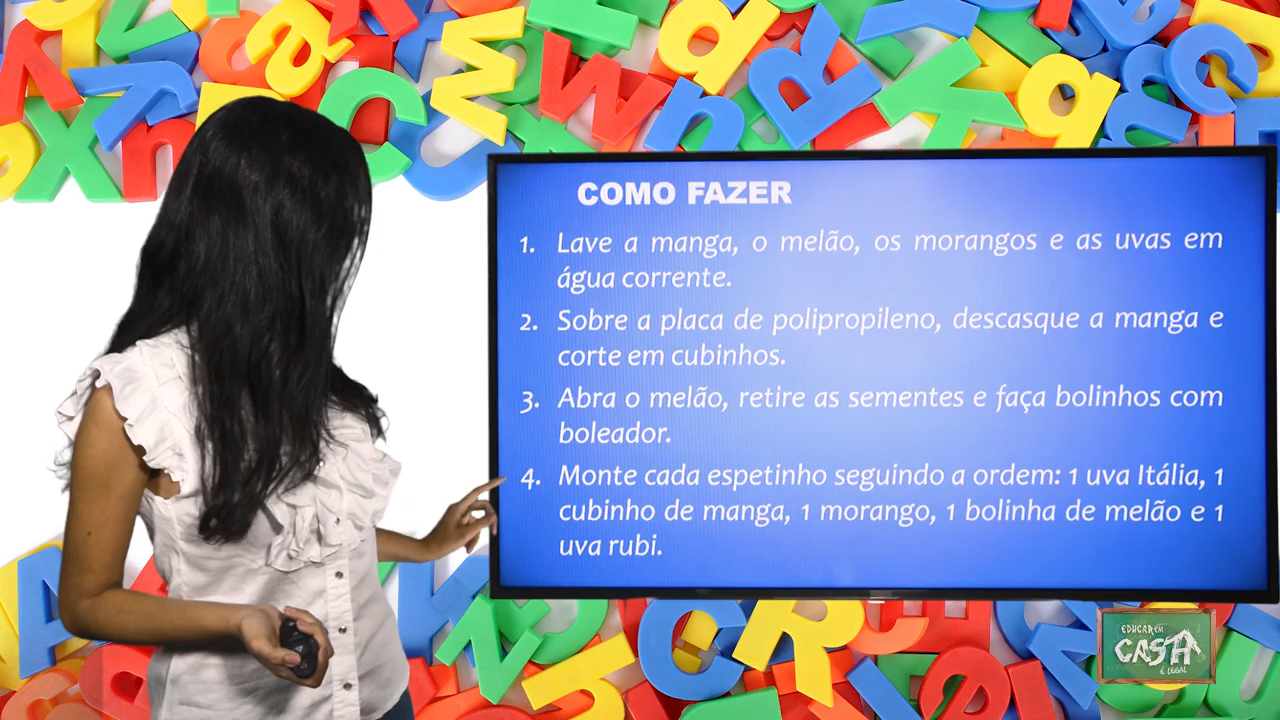 COMO FAZER
1. Lave a manga, o melão, os morangos e as uvas em
água corrente.
2. Sobre a placa de polipropileno, descasque a manga e
corte em cubinhos.
3. Abra o melão, retire as sementes e faça bolinhos com
boleador.
4. Monte cada espetinho seguindo a ordem: 1 uva Itália, 1
cubinho de manga, 1 morango, 1 bolinha de melão e 1
uva rubi.
EDUCAR EM
CASA
É LEGAL